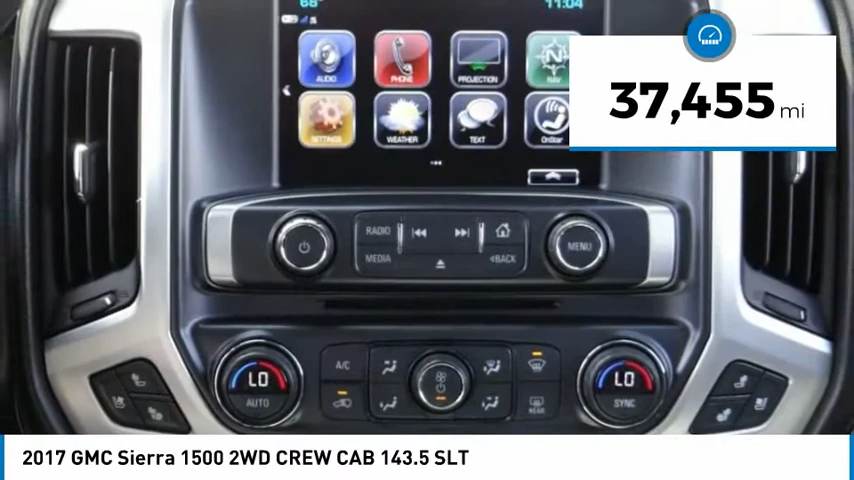 68° 11:04
AUDIO PHONE PROJECTION NAV
SETTINGS WEATHER TEXT OnStar
37,455 mi
RADIO
MENU
MEDIA BACK
A/C
LO LO
AUTO SYNC
REAR
2017 GMC Sierra 1500 2WD CREW CAB 143.5 SLT